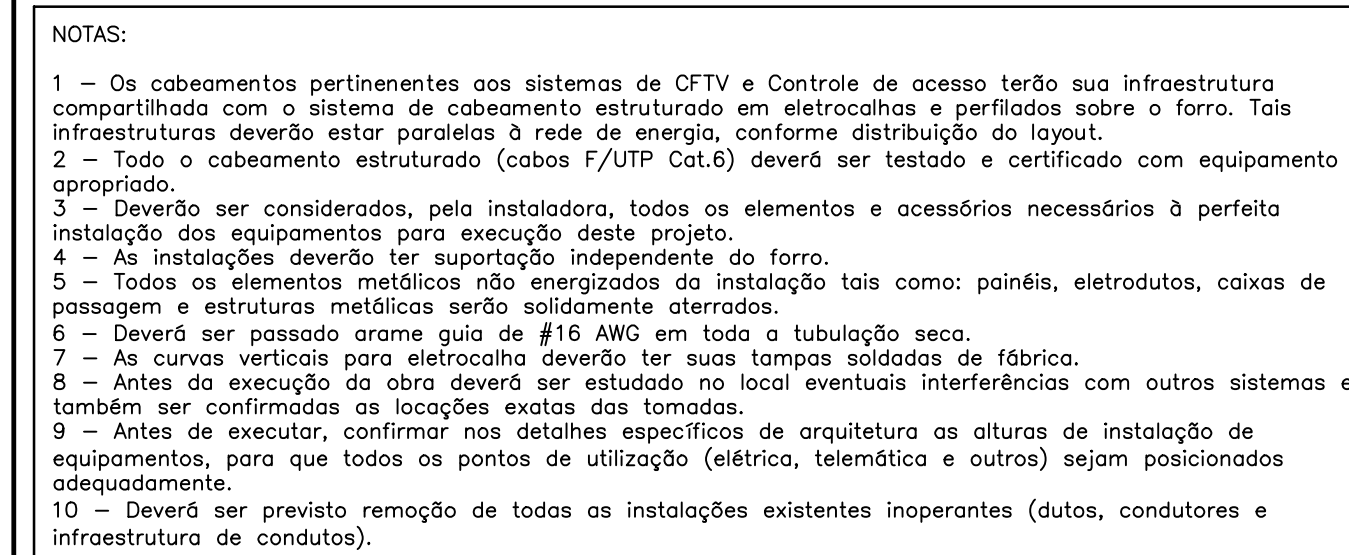 NOTAS:
1 – Os cabeamentos pertinenentes aos sistemas de CFTV e Controle de acesso terão sua infraestrutura
compartilhada com o sistema de cabeamento estruturado em eletrocalhas e perfilados sobre o forro. Tais
infraestruturas deverão estar paralelas à rede de energia, conforme distribuição do layout.
2 – Todo o cabeamento estruturado (cabos F/UTP Cat.6) deverá ser testado e certificado com equipamento
apropriado.
3 – Deverão ser considerados, pela instaladora, todos os elementos e acessórios necessários à perfeita
instalação dos equipamentos para execução deste projeto.
4 – As instalações deverão ter suportação independente do forro.
5 – Todos os elementos metálicos não energizados da instalação tais como: painéis, eletrodutos, caixas de
passagem e estruturas metálicas serão solidamente aterrados.
6 – Deverá ser passado arame guia de #16 AWG em toda a tubulação seca.
7 – As curvas verticais para eletrocalha deverão ter suas tampas soldadas de fábrica.
8 – Antes da execução da obra deverá ser estudado no local eventuais interferências com outros sistemas e
também ser confirmadas as locações exatas das tomadas.
9 – Antes de executar, confirmar nos detalhes específicos de arquitetura as alturas de instalação de
equipamentos, para que todos os pontos de utilização (elétrica, telemática e outros) sejam posicionados
adequadamente.
10 – Deverá ser previsto remoção de todas as instalações existentes inoperantes (dutos, condutores e
infraestrutura de condutos).